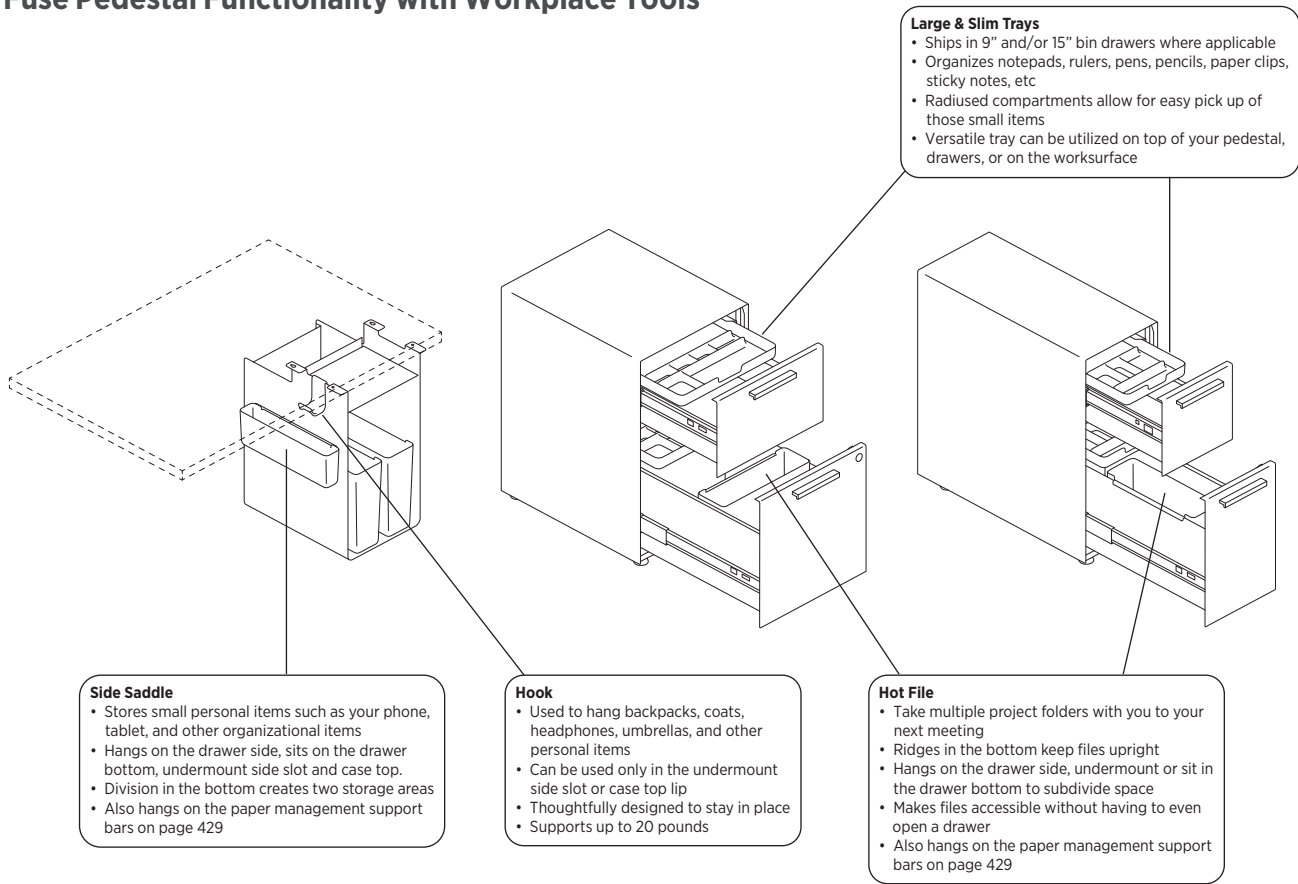 Fuse Pedestal Functionality with Workplace Tools
Large & Slim Trays
• Ships in 9” and/or 15” bin drawers where applicable
• Organizes notepads, rulers, pens, pencils, paper clips,
sticky notes, etc
• Radiused compartments allow for easy pick up of
those small items
• Versatile tray can be utilized on top of your pedestal,
drawers, or on the worksurface
Side Saddle
• Stores small personal items such as your phone,
tablet, and other organizational items
• Hangs on the drawer side, sits on the drawer
bottom, undermount side slot and case top.
• Division in the bottom creates two storage areas
• Also hangs on the paper management support
bars on page 429
Hook
• Used to hang backpacks, coats,
headphones, umbrellas, and other
personal items
• Can be used only in the undermount
side slot or case top lip
• Thoughtfully designed to stay in place
• Supports up to 20 pounds
Hot File
• Take multiple project folders with you to your
next meeting
• Ridges in the bottom keep files upright
• Hangs on the drawer side, undermount or sit in
the drawer bottom to subdivide space
• Makes files accessible without having to even
open a drawer
• Also hangs on the paper management support
bars on page 429